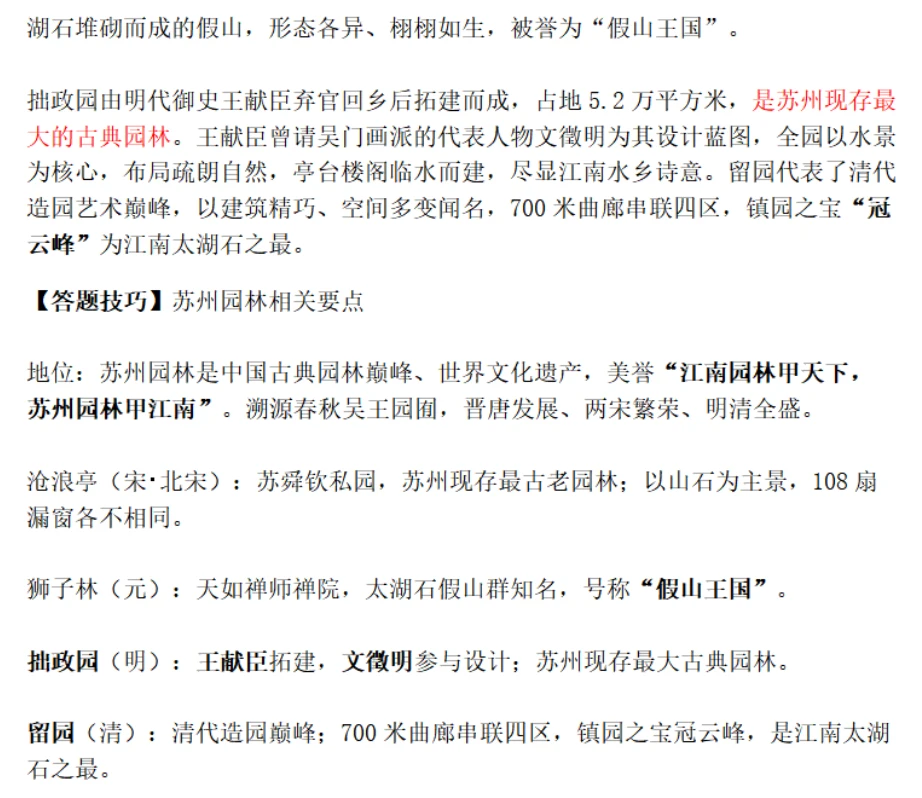 湖石堆砌而成的假山，形态各异、栩栩如生，被誉为“假山王国”。
拙政园由明代御史王献臣弃官回乡后拓建而成，占地 5.2 万平方米，是苏州现存最
大的古典园林。王献臣曾请吴门画派的代表人物文徵明为其设计蓝图，全园以水景
为核心，布局疏朗自然，亭台楼阁临水而建，尽显江南水乡诗意。留园代表了清代
造园艺术巅峰，以建筑精巧、空间多变闻名，700 米曲廊串联四区，镇园之宝“冠
云峰”为江南太湖石之最。
【答题技巧】苏州园林相关要点
地位：苏州园林是中国古典园林巅峰、世界文化遗产，美誉“江南园林甲天下，
苏州园林甲江南”。溯源春秋吴王园囿，晋唐发展、两宋繁荣、明清全盛。
沧浪亭（宋·北宋）：苏舜钦私园，苏州现存最古老园林；以山石为主景，108 扇
漏窗各不相同。
狮子林（元）：天如禅师禅院，太湖石假山群知名，号称“假山王国”。
拙政园（明）：王献臣拓建，文徵明参与设计；苏州现存最大古典园林。
留园（清）：清代造园巅峰；700 米曲廊串联四区，镇园之宝冠云峰，是江南太湖
石之最。